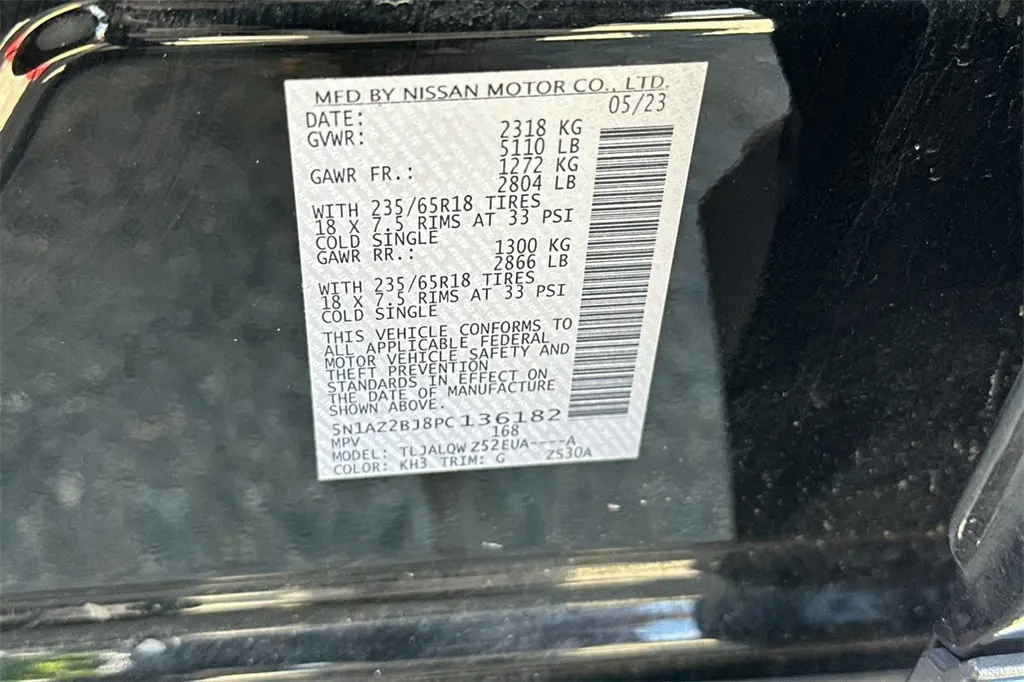 MFD BY NISSAN MOTOR CO., LTD.
DATE: 05/23
GVWR: 2318 KG
5110 LB
GAWR FR.: 1272 KG
2804 LB
WITH 235/65R18 TIRES
18 X 7.5 RIMS AT 33 PSI
COLD SINGLE
GAWR RR.: 1300 KG
2866 LB
WITH 235/65R18 TIRES
18 X 7.5 RIMS AT 33 PSI
COLD SINGLE
THIS VEHICLE CONFORMS TO
ALL APPLICABLE FEDERAL
MOTOR VEHICLE SAFETY AND
THEFT PREVENTION
STANDARDS IN EFFECT ON
THE DATE OF MANUFACTURE
SHOWN ABOVE.
5N1AZ2BJ8PC136182
MPV 168
MODEL: TLJALQW Z52EUA----A
COLOR: KH3 TRIM: G ZS30A